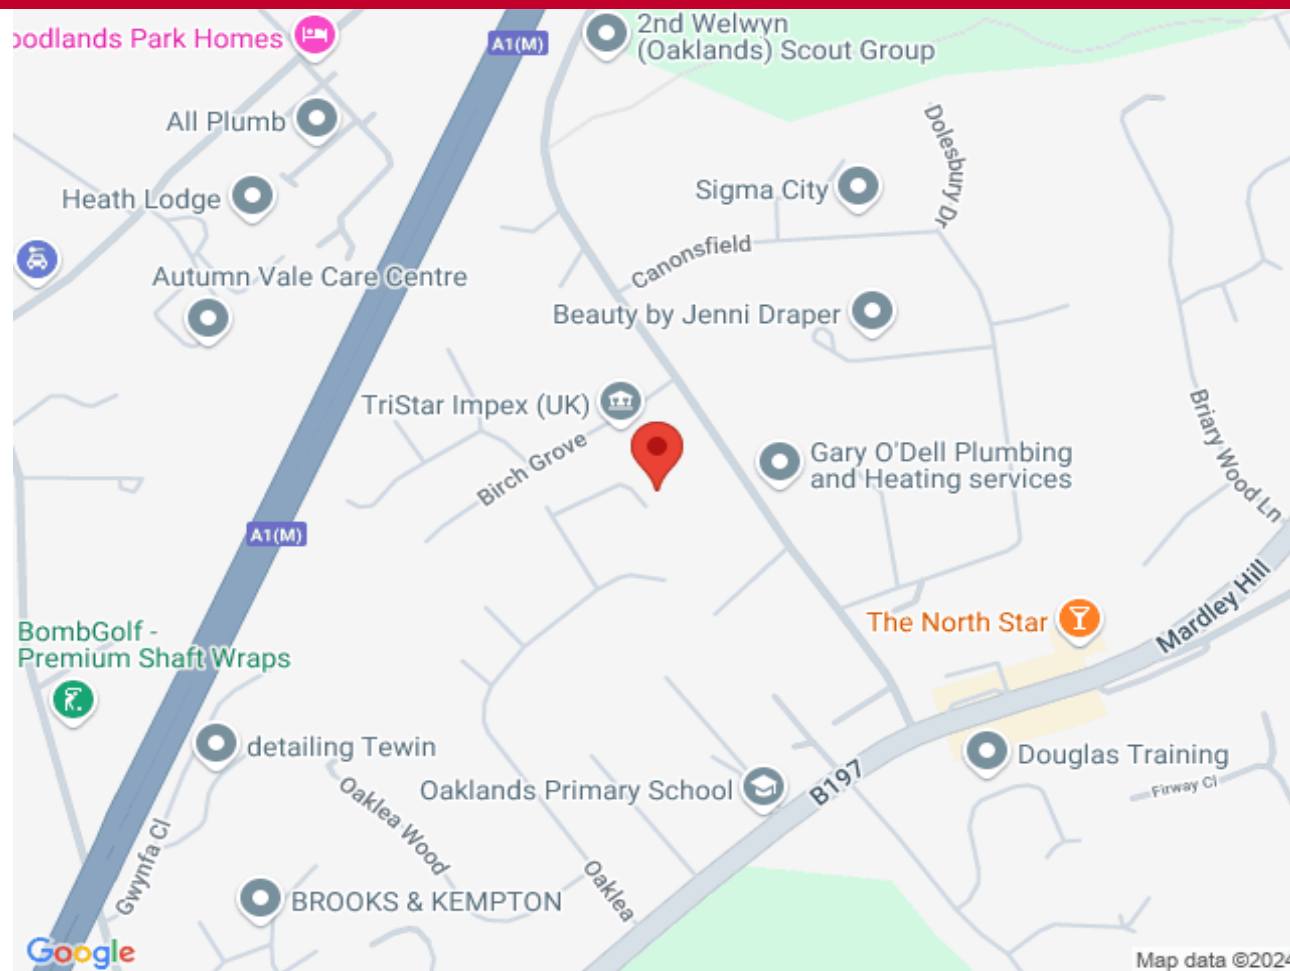 2nd Welwyn
(Oaklands) Scout Group
oodlands Park Homes
A1(M)
All Plumb
Dolesbury Dr
Sigma City
Heath Lodge
Canonsfield
Autumn Vale Care Centre
Beauty by Jenni Draper
TriStar Impex (UK)
Birch Grove
Gary O'Dell Plumbing
and Heating services
Briary Wood Ln
A1(M)
The North Star
Mardley Hill
BombGolf -
Premium Shaft Wraps
detailing Tewin
Douglas Training
Oaklands Primary School
B197
Firway Cl
Oaklea Wood
Gwynfa Cl
Oaklea
BROOKS & KEMPTON
Google
Map data ©2024